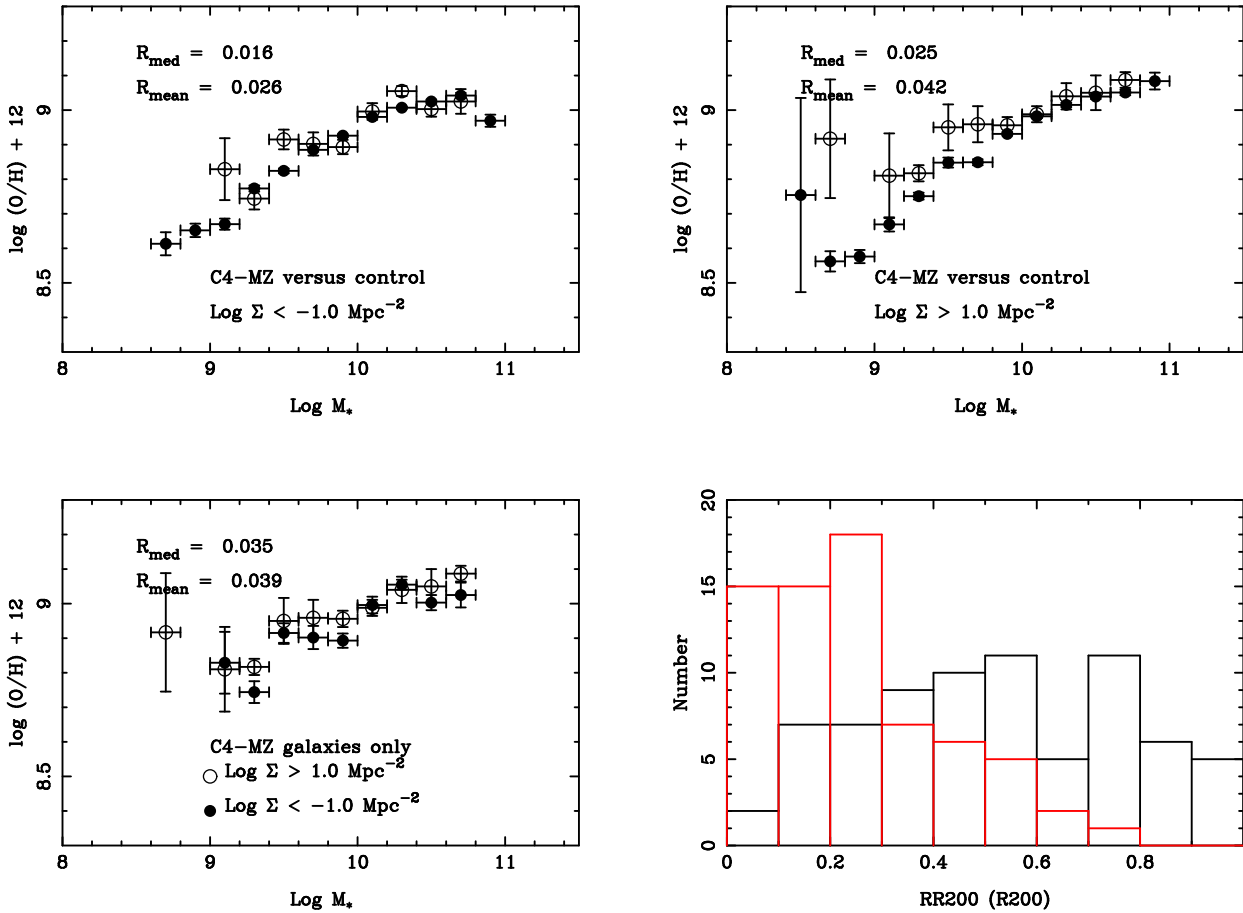 R_med = 0.016
R_mean = 0.026
C4-MZ versus control
Log Σ < -1.0 Mpc^-2
log (O/H) + 12
9
8.5
8 9 10 11
Log M_*
R_med = 0.025
R_mean = 0.042
C4-MZ versus control
Log Σ > 1.0 Mpc^-2
log (O/H) + 12
9
8.5
8 9 10 11
Log M_*
R_med = 0.035
R_mean = 0.039
C4-MZ galaxies only
Log Σ > 1.0 Mpc^-2
Log Σ < -1.0 Mpc^-2
log (O/H) + 12
9
8.5
8 9 10 11
Log M_*
Number
20
15
10
5
0
0 0.2 0.4 0.6 0.8
RR200 (R200)